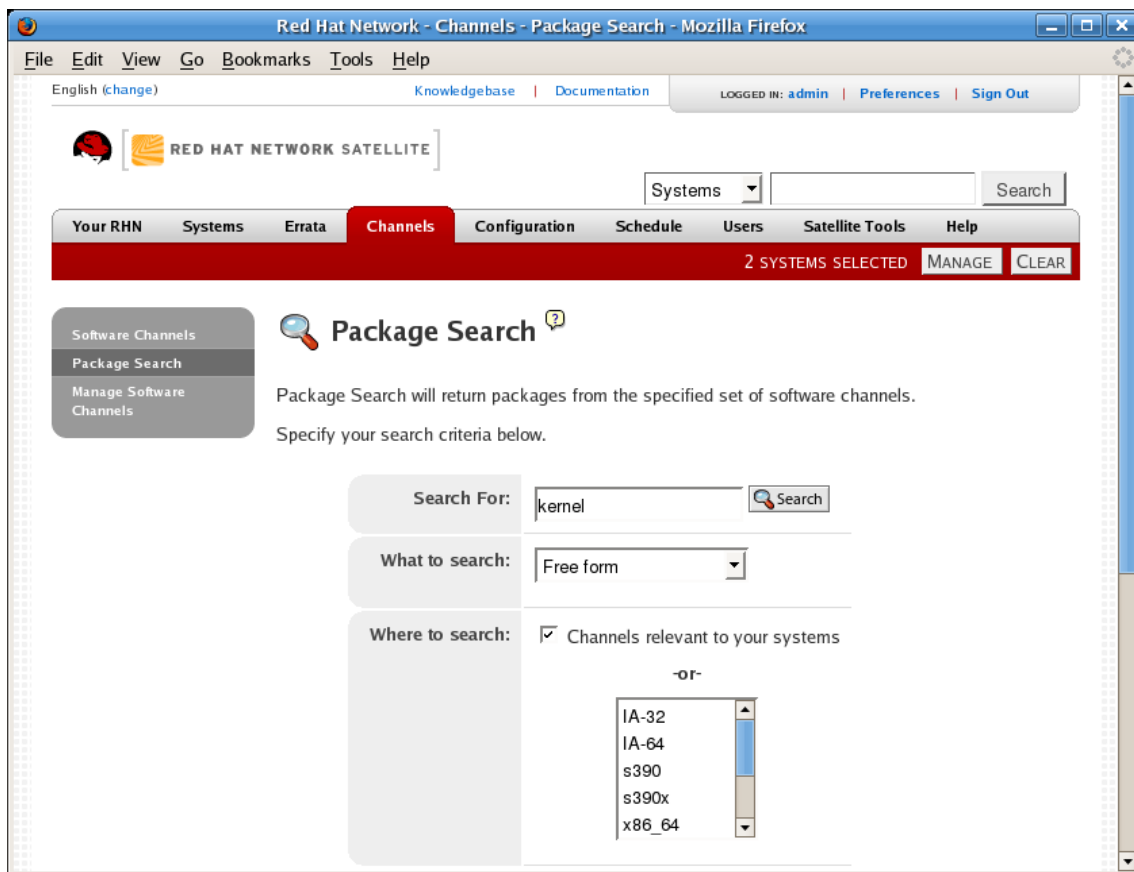 Red Hat Network - Channels - Package Search - Mozilla Firefox
File Edit View Go Bookmarks Tools Help
English (change) Knowledgebase | Documentation LOGGED IN: admin | Preferences | Sign Out
RED HAT NETWORK SATELLITE
Systems Search
Your RHN Systems Errata Channels Configuration Schedule Users Satellite Tools Help
2 SYSTEMS SELECTED MANAGE CLEAR
Software Channels
Package Search
Manage Software
Channels
Package Search ?
Package Search will return packages from the specified set of software channels.
Specify your search criteria below.
Search For: kernel Search
What to search: Free form
Where to search: Channels relevant to your systems
-or-
IA-32
IA-64
s390
s390x
x86_64